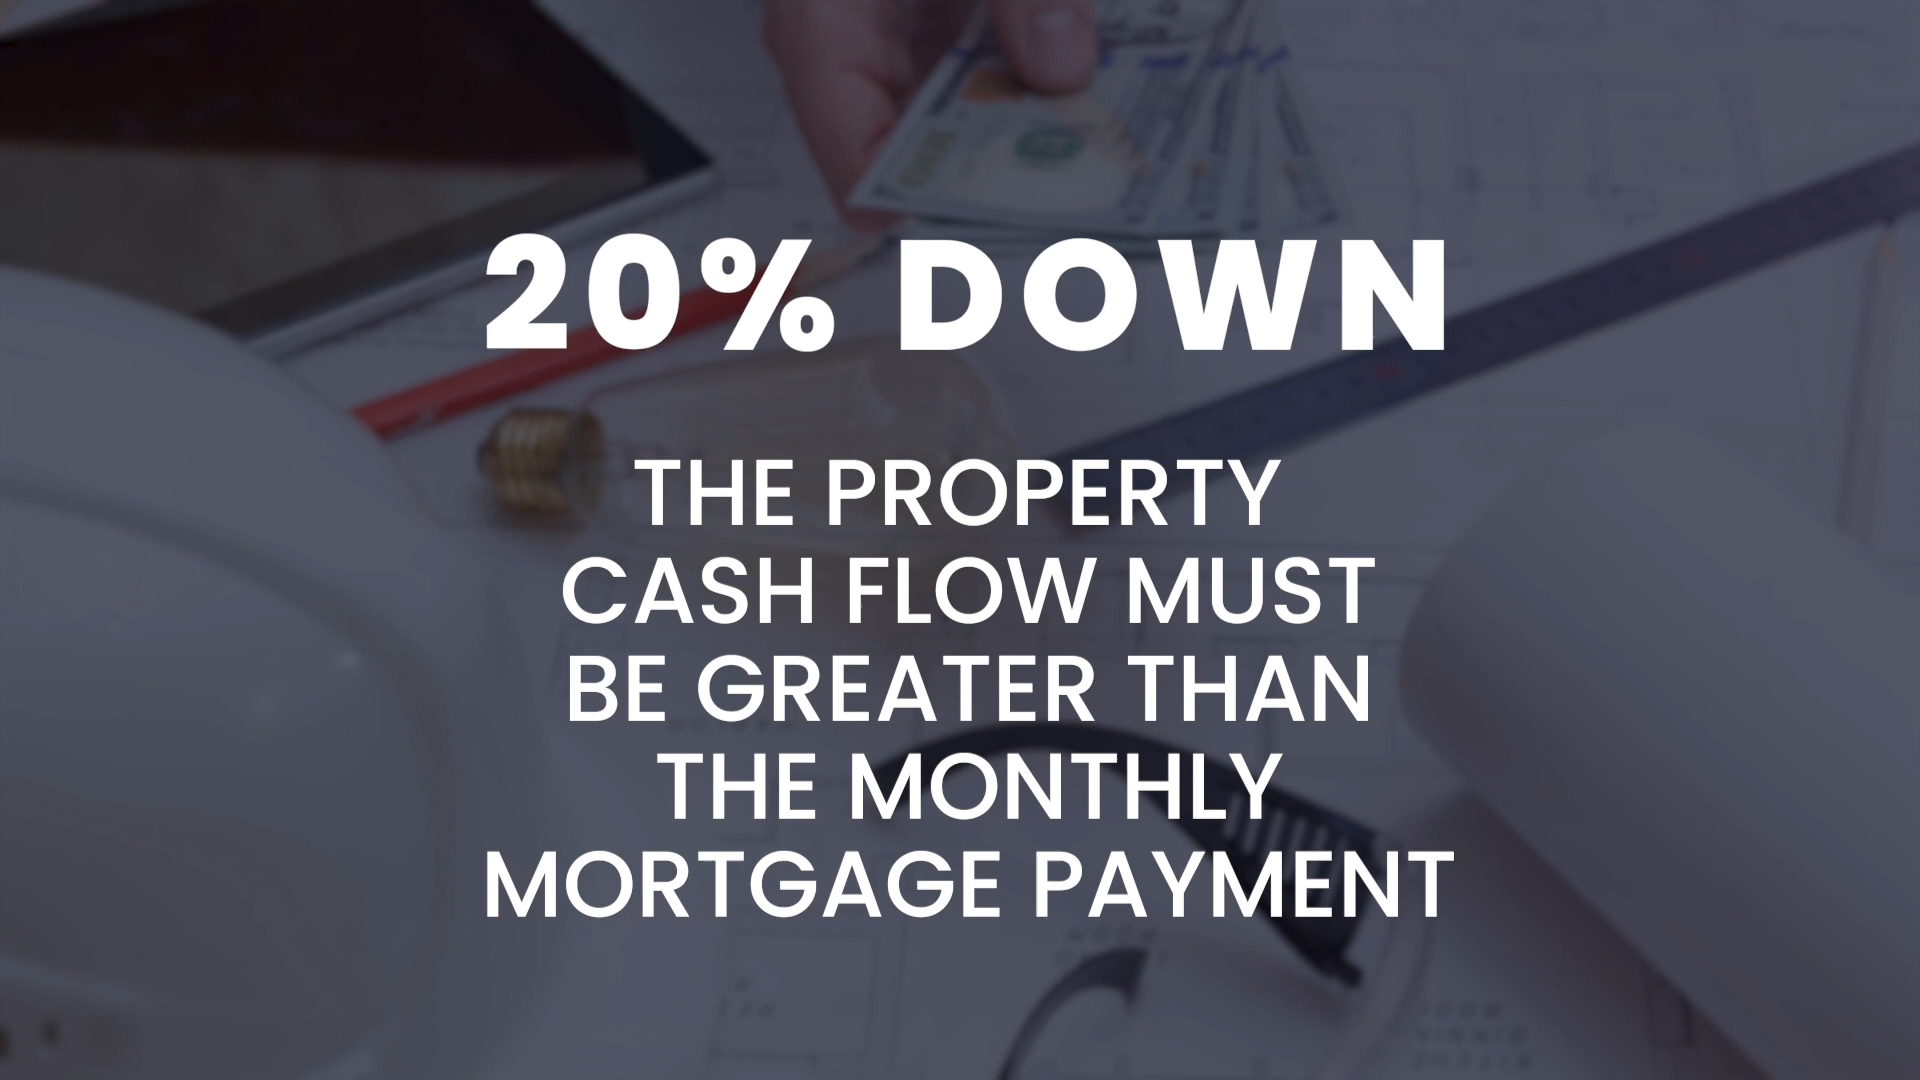 20% DOWN
THE PROPERTY
CASH FLOW MUST
BE GREATER THAN
THE MONTHLY
MORTGAGE PAYMENT